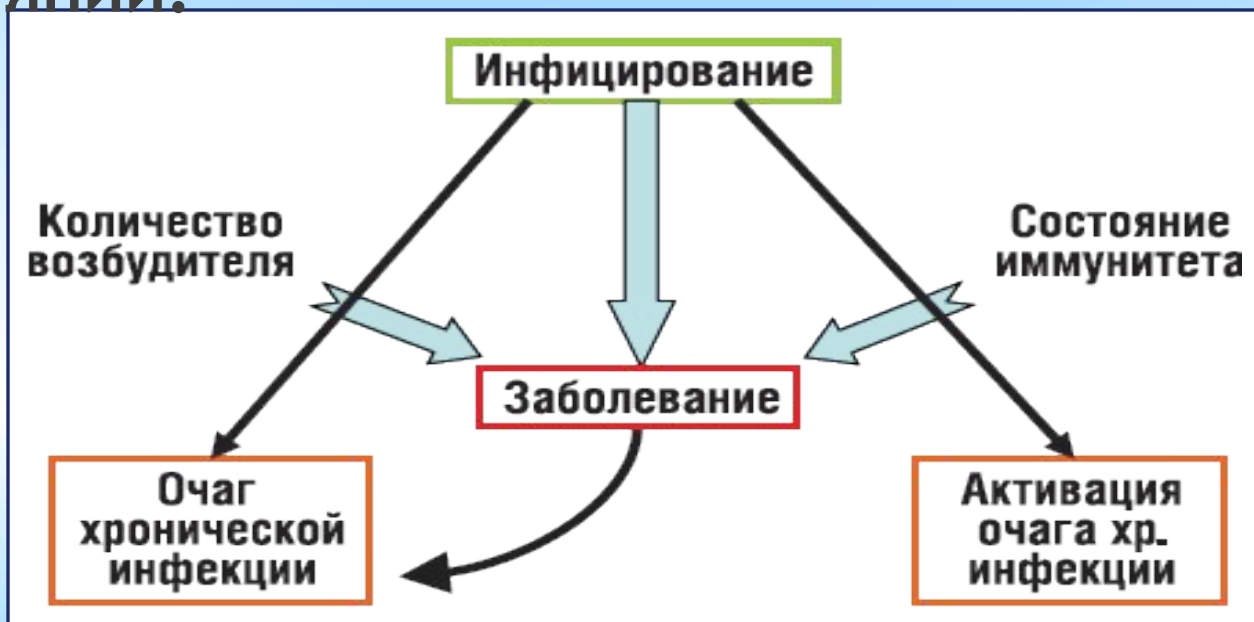 Инфицирование
Количество
возбудителя
Состояние
иммунитета
Заболевание
Очаг
хронической
инфекции
Активация
очага хр.
инфекции